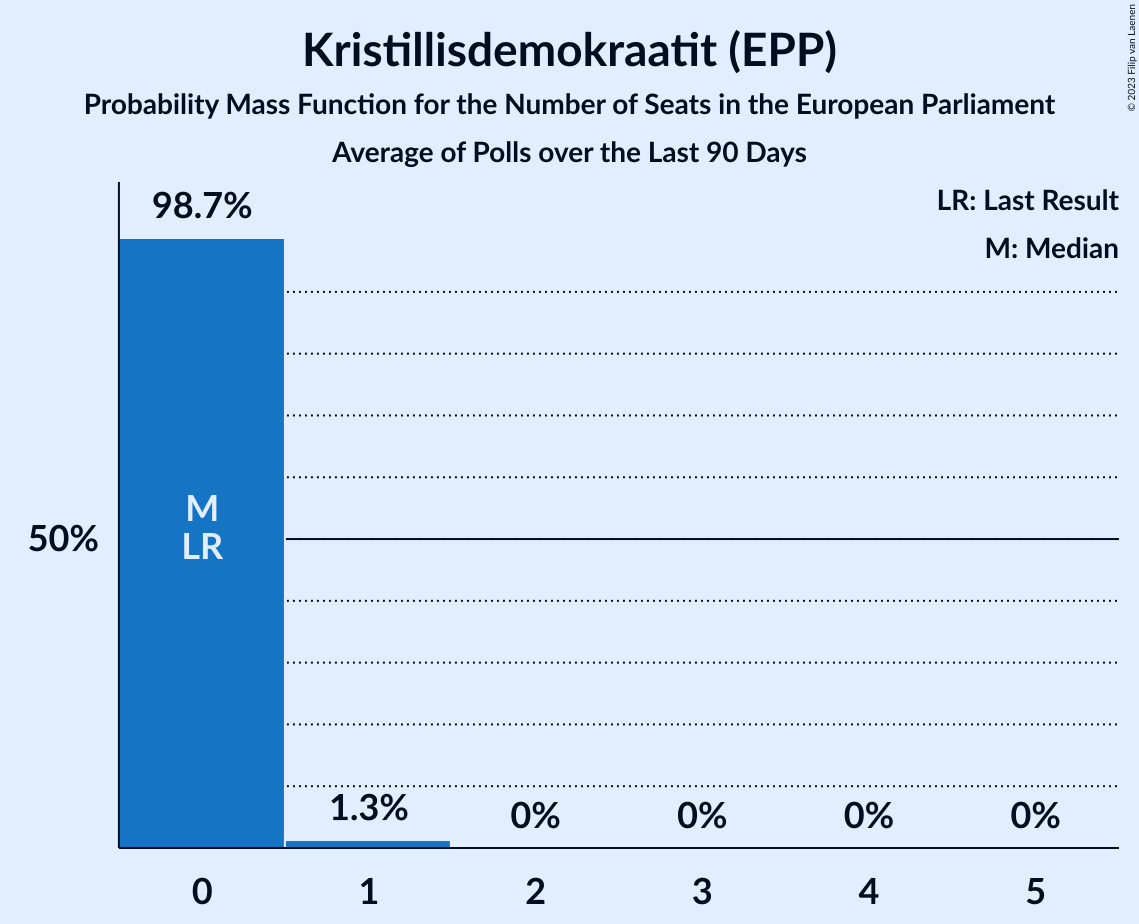 Kristillisdemokraatit (EPP)
Probability Mass Function for the Number of Seats in the European Parliament
Average of Polls over the Last 90 Days
© 2023 Filip van Laenen
LR: Last Result
M: Median
98.7%
M
LR
50%
1.3%
0%
0%
0%
0%
0
1
2
3
4
5